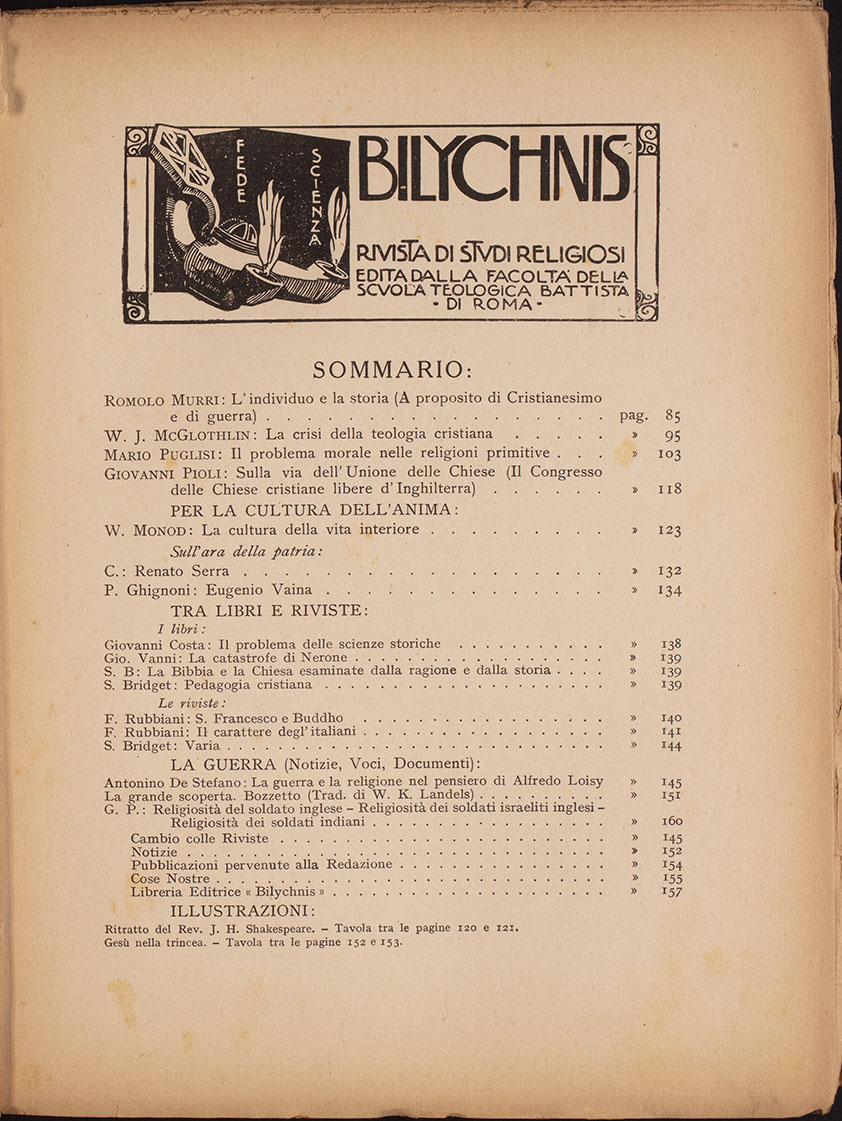 FEDE
SCIENZA
BILYCHNIS
RIVISTA DI STVDI RELIGIOSI
EDITA DALLA FACOLTA' DELLA
SCVOLA TEOLOGICA BATTISTA
· DI ROMA ·
SOMMARIO:
ROMOLO MURRI: L'individuo e la storia (A proposito di Cristianesimo
e di guerra) . . . . . . . . . . . . . . . . . pag. 85
W. J. MCGLOTHLIN: La crisi della teologia cristiana . . . . . » 95
MARIO PUGLISI: Il problema morale nelle religioni primitive . . . » 103
GIOVANNI PIOLI: Sulla via dell'Unione delle Chiese (Il Congresso
delle Chiese cristiane libere d'Inghilterra) . . . . . . » 118
PER LA CULTURA DELL'ANIMA:
W. MONOD: La cultura della vita interiore . . . . . . . . . » 123
Sull'ara della patria:
C.: Renato Serra . . . . . . . . . . . . . . . . . . » 132
P. Ghignoni: Eugenio Vaina . . . . . . . . . . . . . . » 134
TRA LIBRI E RIVISTE:
I libri:
Giovanni Costa: Il problema delle scienze storiche . . . . . . . . . . . » 138
Gio. Vanni: La catastrofe di Nerone . . . . . . . . . . . . . . . . . » 139
S. B: La Bibbia e la Chiesa esaminate dalla ragione e dalla storia . . . . » 139
S. Bridget: Pedagogia cristiana . . . . . . . . . . . . . . . . . . . » 139
Le riviste:
F. Rubbiani: S. Francesco e Buddho . . . . . . . . . . . . . . . . . » 140
F. Rubbiani: Il carattere degl'italiani . . . . . . . . . . . . . . . . . » 141
S. Bridget: Varia . . . . . . . . . . . . . . . . . . . . . . . . . . » 144
LA GUERRA (Notizie, Voci, Documenti):
Antonino De Stefano: La guerra e la religione nel pensiero di Alfredo Loisy » 145
La grande scoperta. Bozzetto (Trad. di W. K. Landels) . . . . . . . . . . » 151
G. P.: Religiosità del soldato inglese – Religiosità dei soldati israeliti inglesi –
Religiosità dei soldati indiani . . . . . . . . . . . . . . . . . . » 160
Cambio colle Riviste . . . . . . . . . . . . . . . . . . . . . . . » 145
Notizie . . . . . . . . . . . . . . . . . . . . . . . . . . . . . » 152
Pubblicazioni pervenute alla Redazione . . . . . . . . . . . . . . » 154
Cose Nostre . . . . . . . . . . . . . . . . . . . . . . . . . . . » 155
Libreria Editrice « Bilychnis » . . . . . . . . . . . . . . . . . . . » 157
ILLUSTRAZIONI:
Ritratto del Rev. J. H. Shakespeare. – Tavola tra le pagine 120 e 121.
Gesù nella trincea. – Tavola tra le pagine 152 e 153.